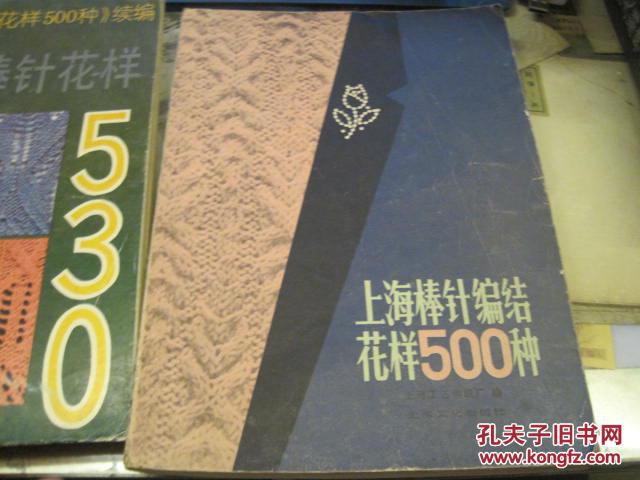 花样500种》续编
棒针花样
530
上海棒针编结
花样500种
编
孔夫子旧书网
KONGFZ.COM